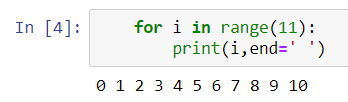 In [4]: for i in range(11):
print(i,end=' ')
0 1 2 3 4 5 6 7 8 9 10